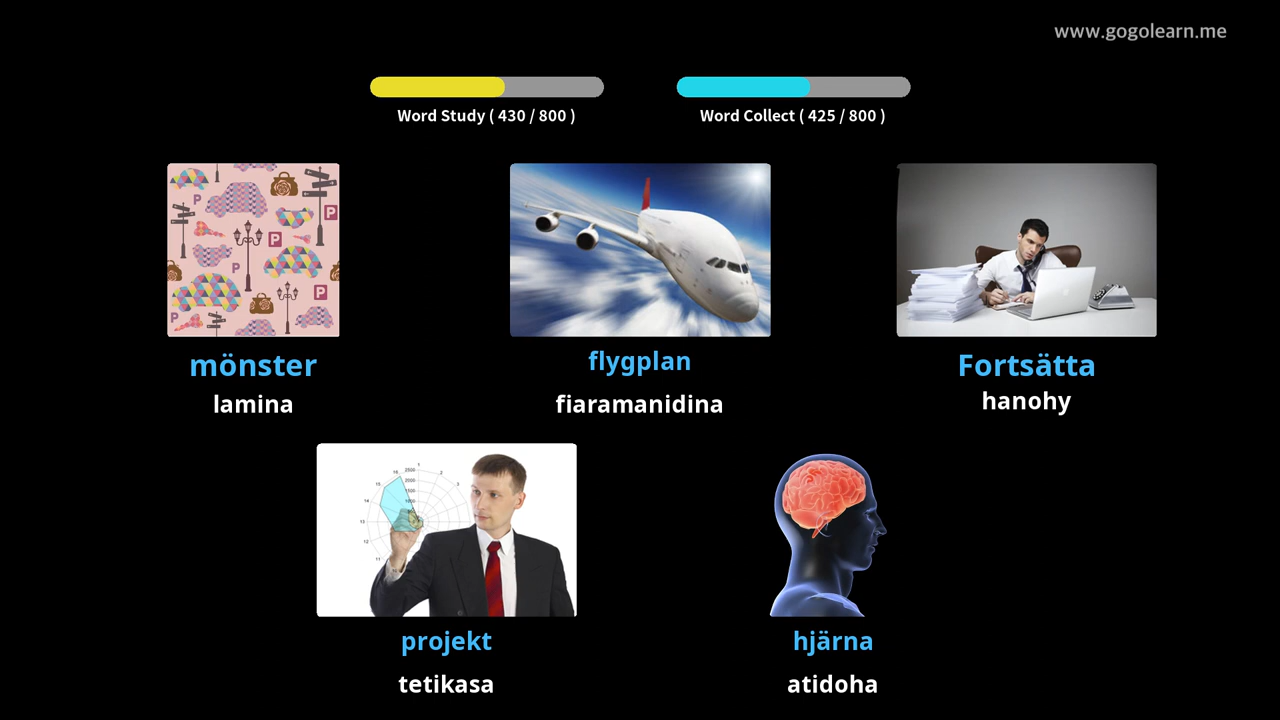 www.gogolearn.me
Word Study ( 430 / 800 )
Word Collect ( 425 / 800 )
mönster
lamina
flygplan
fiaramanidina
Fortsätta
hanohy
projekt
tetikasa
hjärna
atidoha